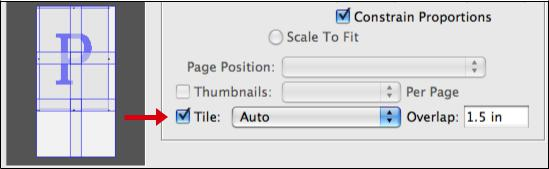 P
Constrain Proportions
Scale To Fit
Page Position:
Thumbnails: Per Page
Tile: Auto Overlap: 1.5 in